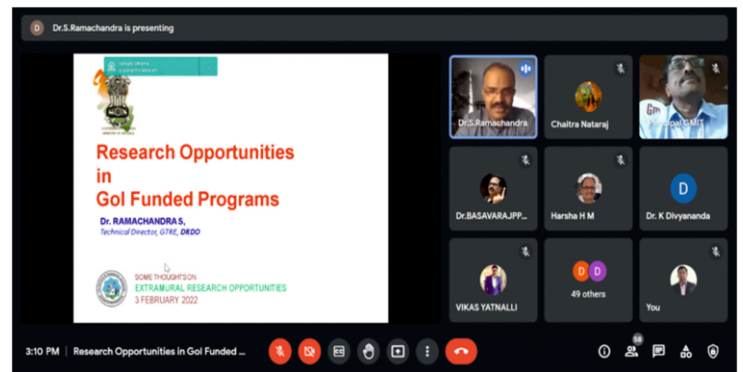 D Dr.S.Ramachandra is presenting
Research Opportunities
in
GoI Funded Programs
Dr. RAMACHANDRA S,
Technical Director, GTRE, DRDO
SOME THOUGHTS ON
EXTRAMURAL RESEARCH OPPORTUNITIES
3 FEBRUARY 2022
Dr.S.Ramachandra
Chaitra Nataraj
GMIT
Dr.BASAVARAJPP...
Harsha H M
D
Dr. K Divyananda
VIKAS YATNALLI
D D
49 others
You
3:10 PM | Research Opportunities in GoI Funded ...
CC
58